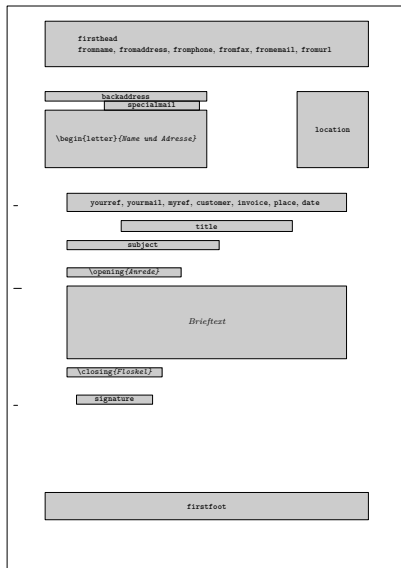 firsthead
fromname, fromaddress, fromphone, fromfax, fromemail, fromurl
backaddress
specialmail
\begin{letter}{Name und Adresse}
location
yourref, yourmail, myref, customer, invoice, place, date
title
subject
\opening{Anrede}
Brieftext
\closing{Floskel}
signature
firstfoot